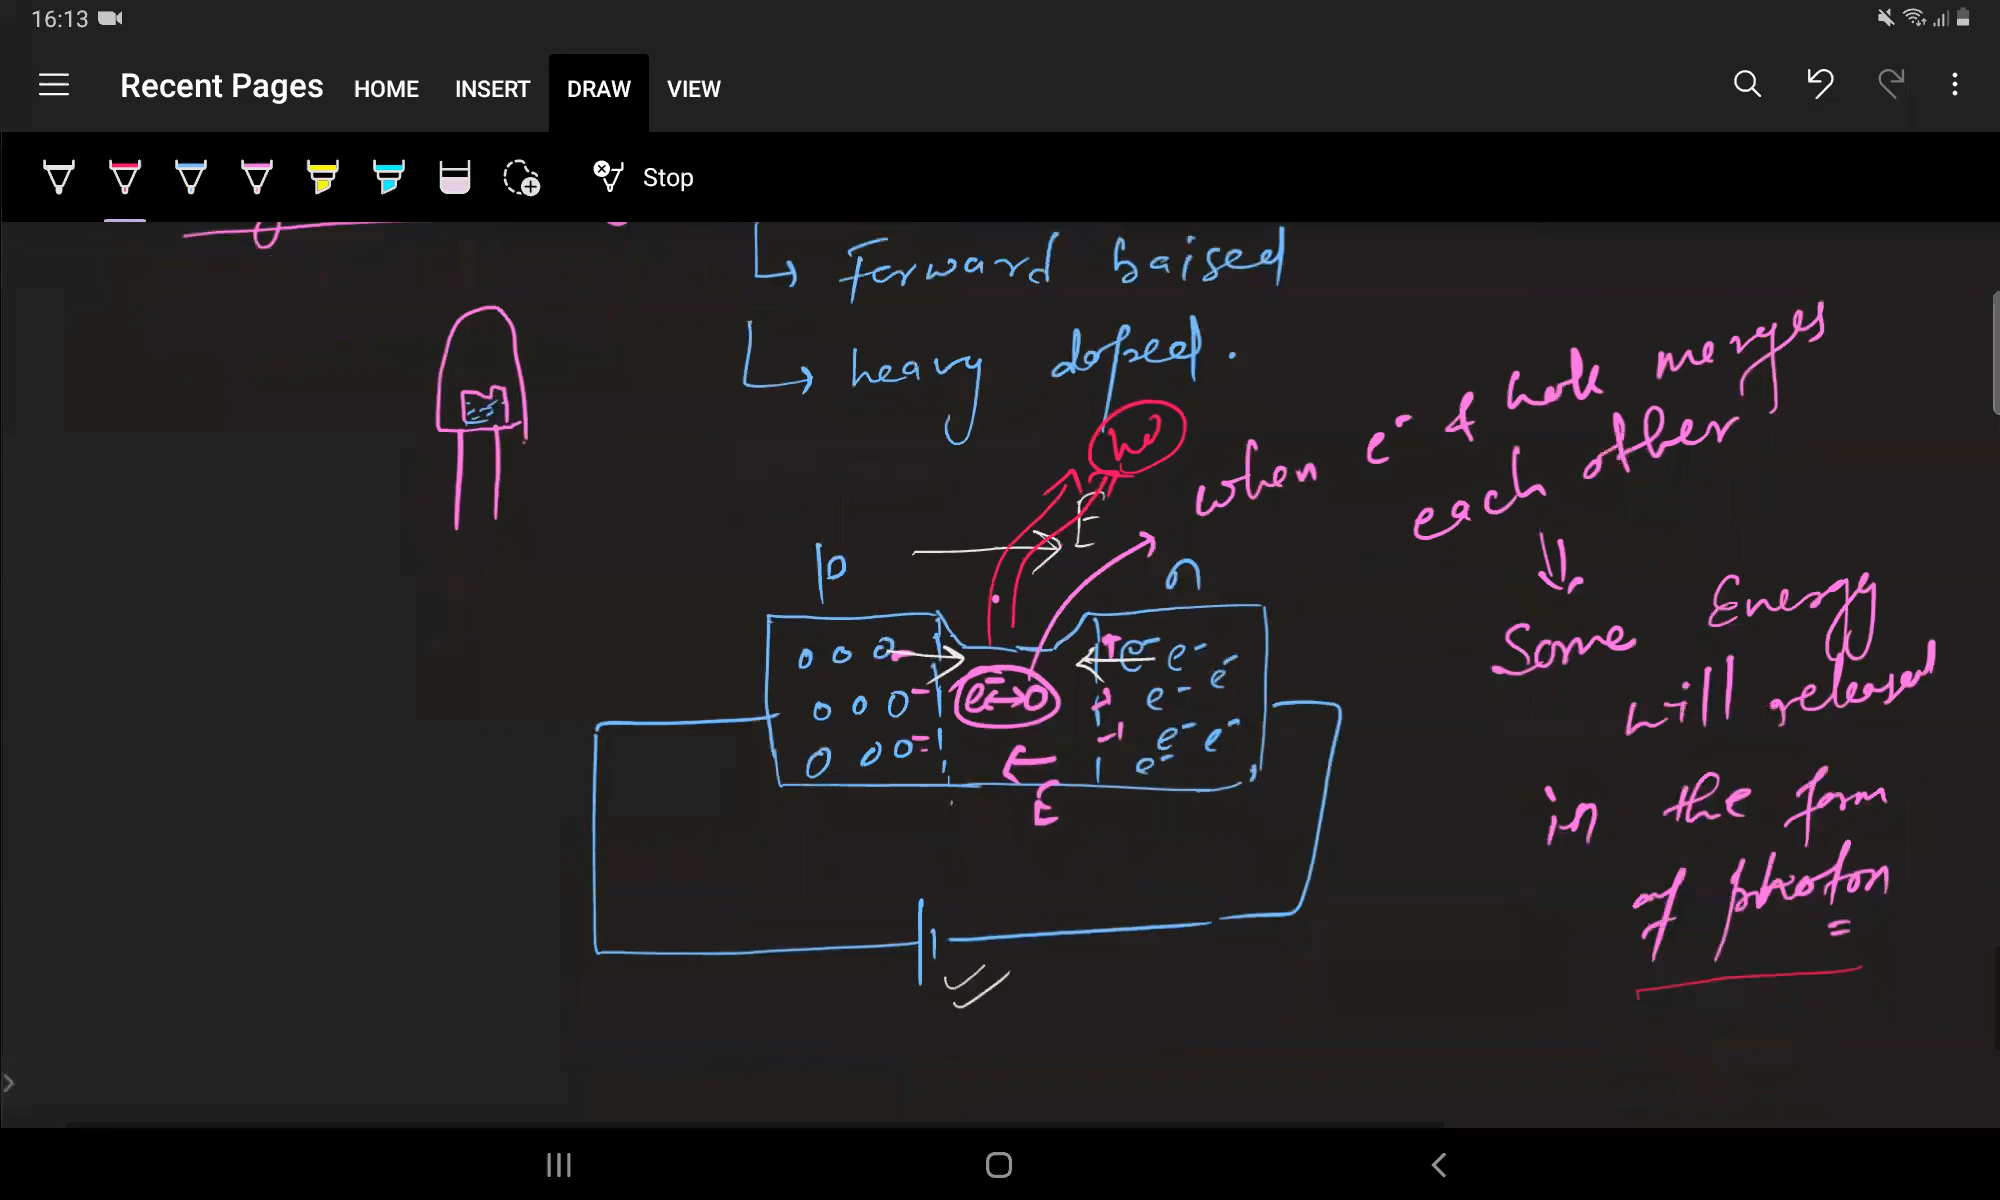 16:13
Recent Pages HOME INSERT DRAW VIEW
Stop
↳ Forward baised
↳ heavy doped.
when e⁻ & hole merges
each other
⇓
Some Energy
will released
in the form
of photon
hν
E
p n
o o o e⁻ e⁻
e⁻↔o
o o o e⁻ e⁻
o o o e⁻ e⁻
e⁻
E